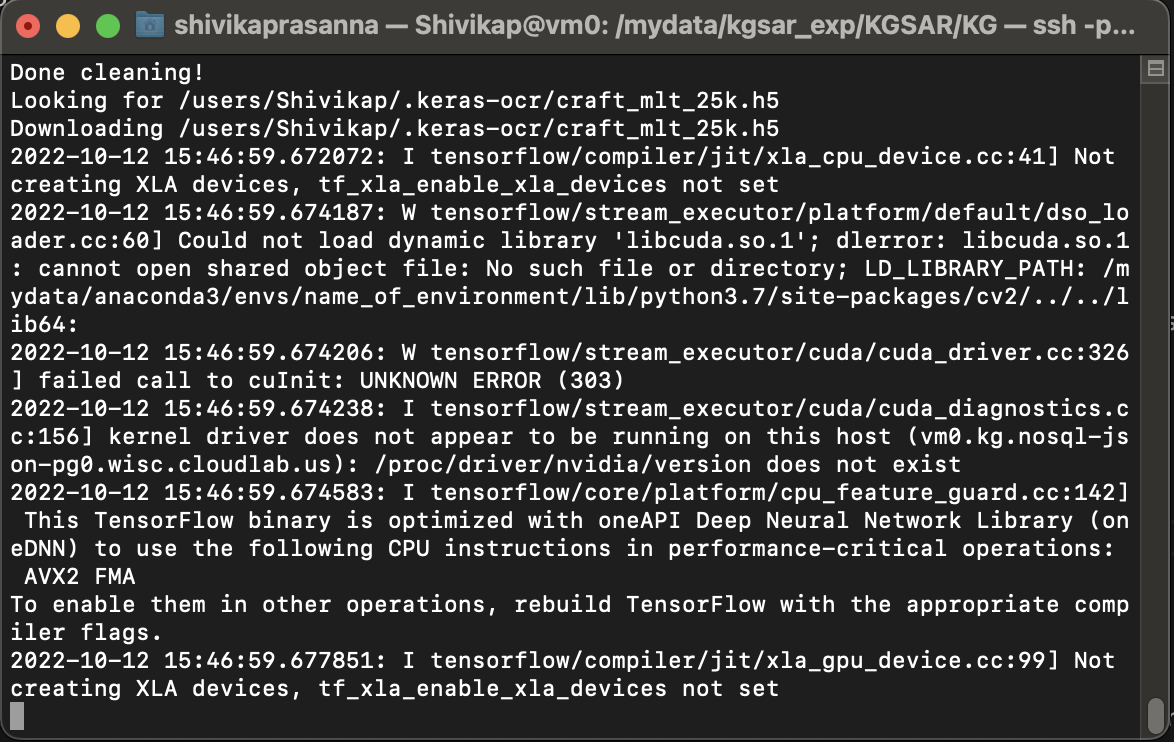 shivikaprasanna — Shivikap@vm0: /mydata/kgsar_exp/KGSAR/KG — ssh -p...
Done cleaning!
Looking for /users/Shivikap/.keras-ocr/craft_mlt_25k.h5
Downloading /users/Shivikap/.keras-ocr/craft_mlt_25k.h5
2022-10-12 15:46:59.672072: I tensorflow/compiler/jit/xla_cpu_device.cc:41] Not
creating XLA devices, tf_xla_enable_xla_devices not set
2022-10-12 15:46:59.674187: W tensorflow/stream_executor/platform/default/dso_lo
ader.cc:60] Could not load dynamic library 'libcuda.so.1'; dlerror: libcuda.so.1
: cannot open shared object file: No such file or directory; LD_LIBRARY_PATH: /m
ydata/anaconda3/envs/name_of_environment/lib/python3.7/site-packages/cv2/../../l
ib64:
2022-10-12 15:46:59.674206: W tensorflow/stream_executor/cuda/cuda_driver.cc:326
] failed call to cuInit: UNKNOWN ERROR (303)
2022-10-12 15:46:59.674238: I tensorflow/stream_executor/cuda/cuda_diagnostics.c
c:156] kernel driver does not appear to be running on this host (vm0.kg.nosql-js
on-pg0.wisc.cloudlab.us): /proc/driver/nvidia/version does not exist
2022-10-12 15:46:59.674583: I tensorflow/core/platform/cpu_feature_guard.cc:142]
This TensorFlow binary is optimized with oneAPI Deep Neural Network Library (on
eDNN) to use the following CPU instructions in performance-critical operations:
AVX2 FMA
To enable them in other operations, rebuild TensorFlow with the appropriate comp
iler flags.
2022-10-12 15:46:59.677851: I tensorflow/compiler/jit/xla_gpu_device.cc:99] Not
creating XLA devices, tf_xla_enable_xla_devices not set